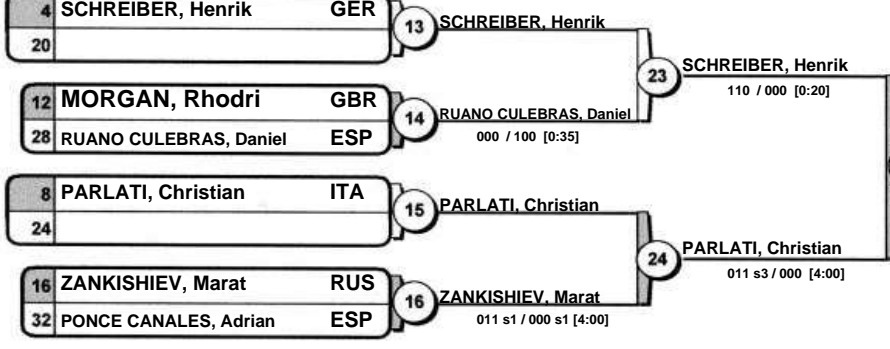 4 SCHREIBER, Henrik GER
20
13
SCHREIBER, Henrik
12 MORGAN, Rhodri GBR
28 RUANO CULEBRAS, Daniel ESP
14
RUANO CULEBRAS, Daniel
000 / 100 [0:35]
23
SCHREIBER, Henrik
110 / 000 [0:20]
8 PARLATI, Christian ITA
24
15
PARLATI, Christian
16 ZANKISHIEV, Marat RUS
32 PONCE CANALES, Adrian ESP
16
ZANKISHIEV, Marat
011 s1 / 000 s1 [4:00]
24
PARLATI, Christian
011 s3 / 000 [4:00]